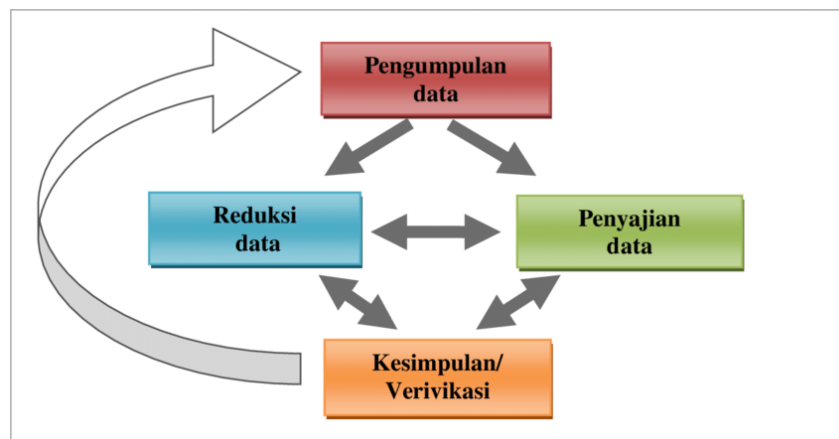 Pengumpulan
data
Reduksi
data
Penyajian
data
Kesimpulan/
Verivikasi